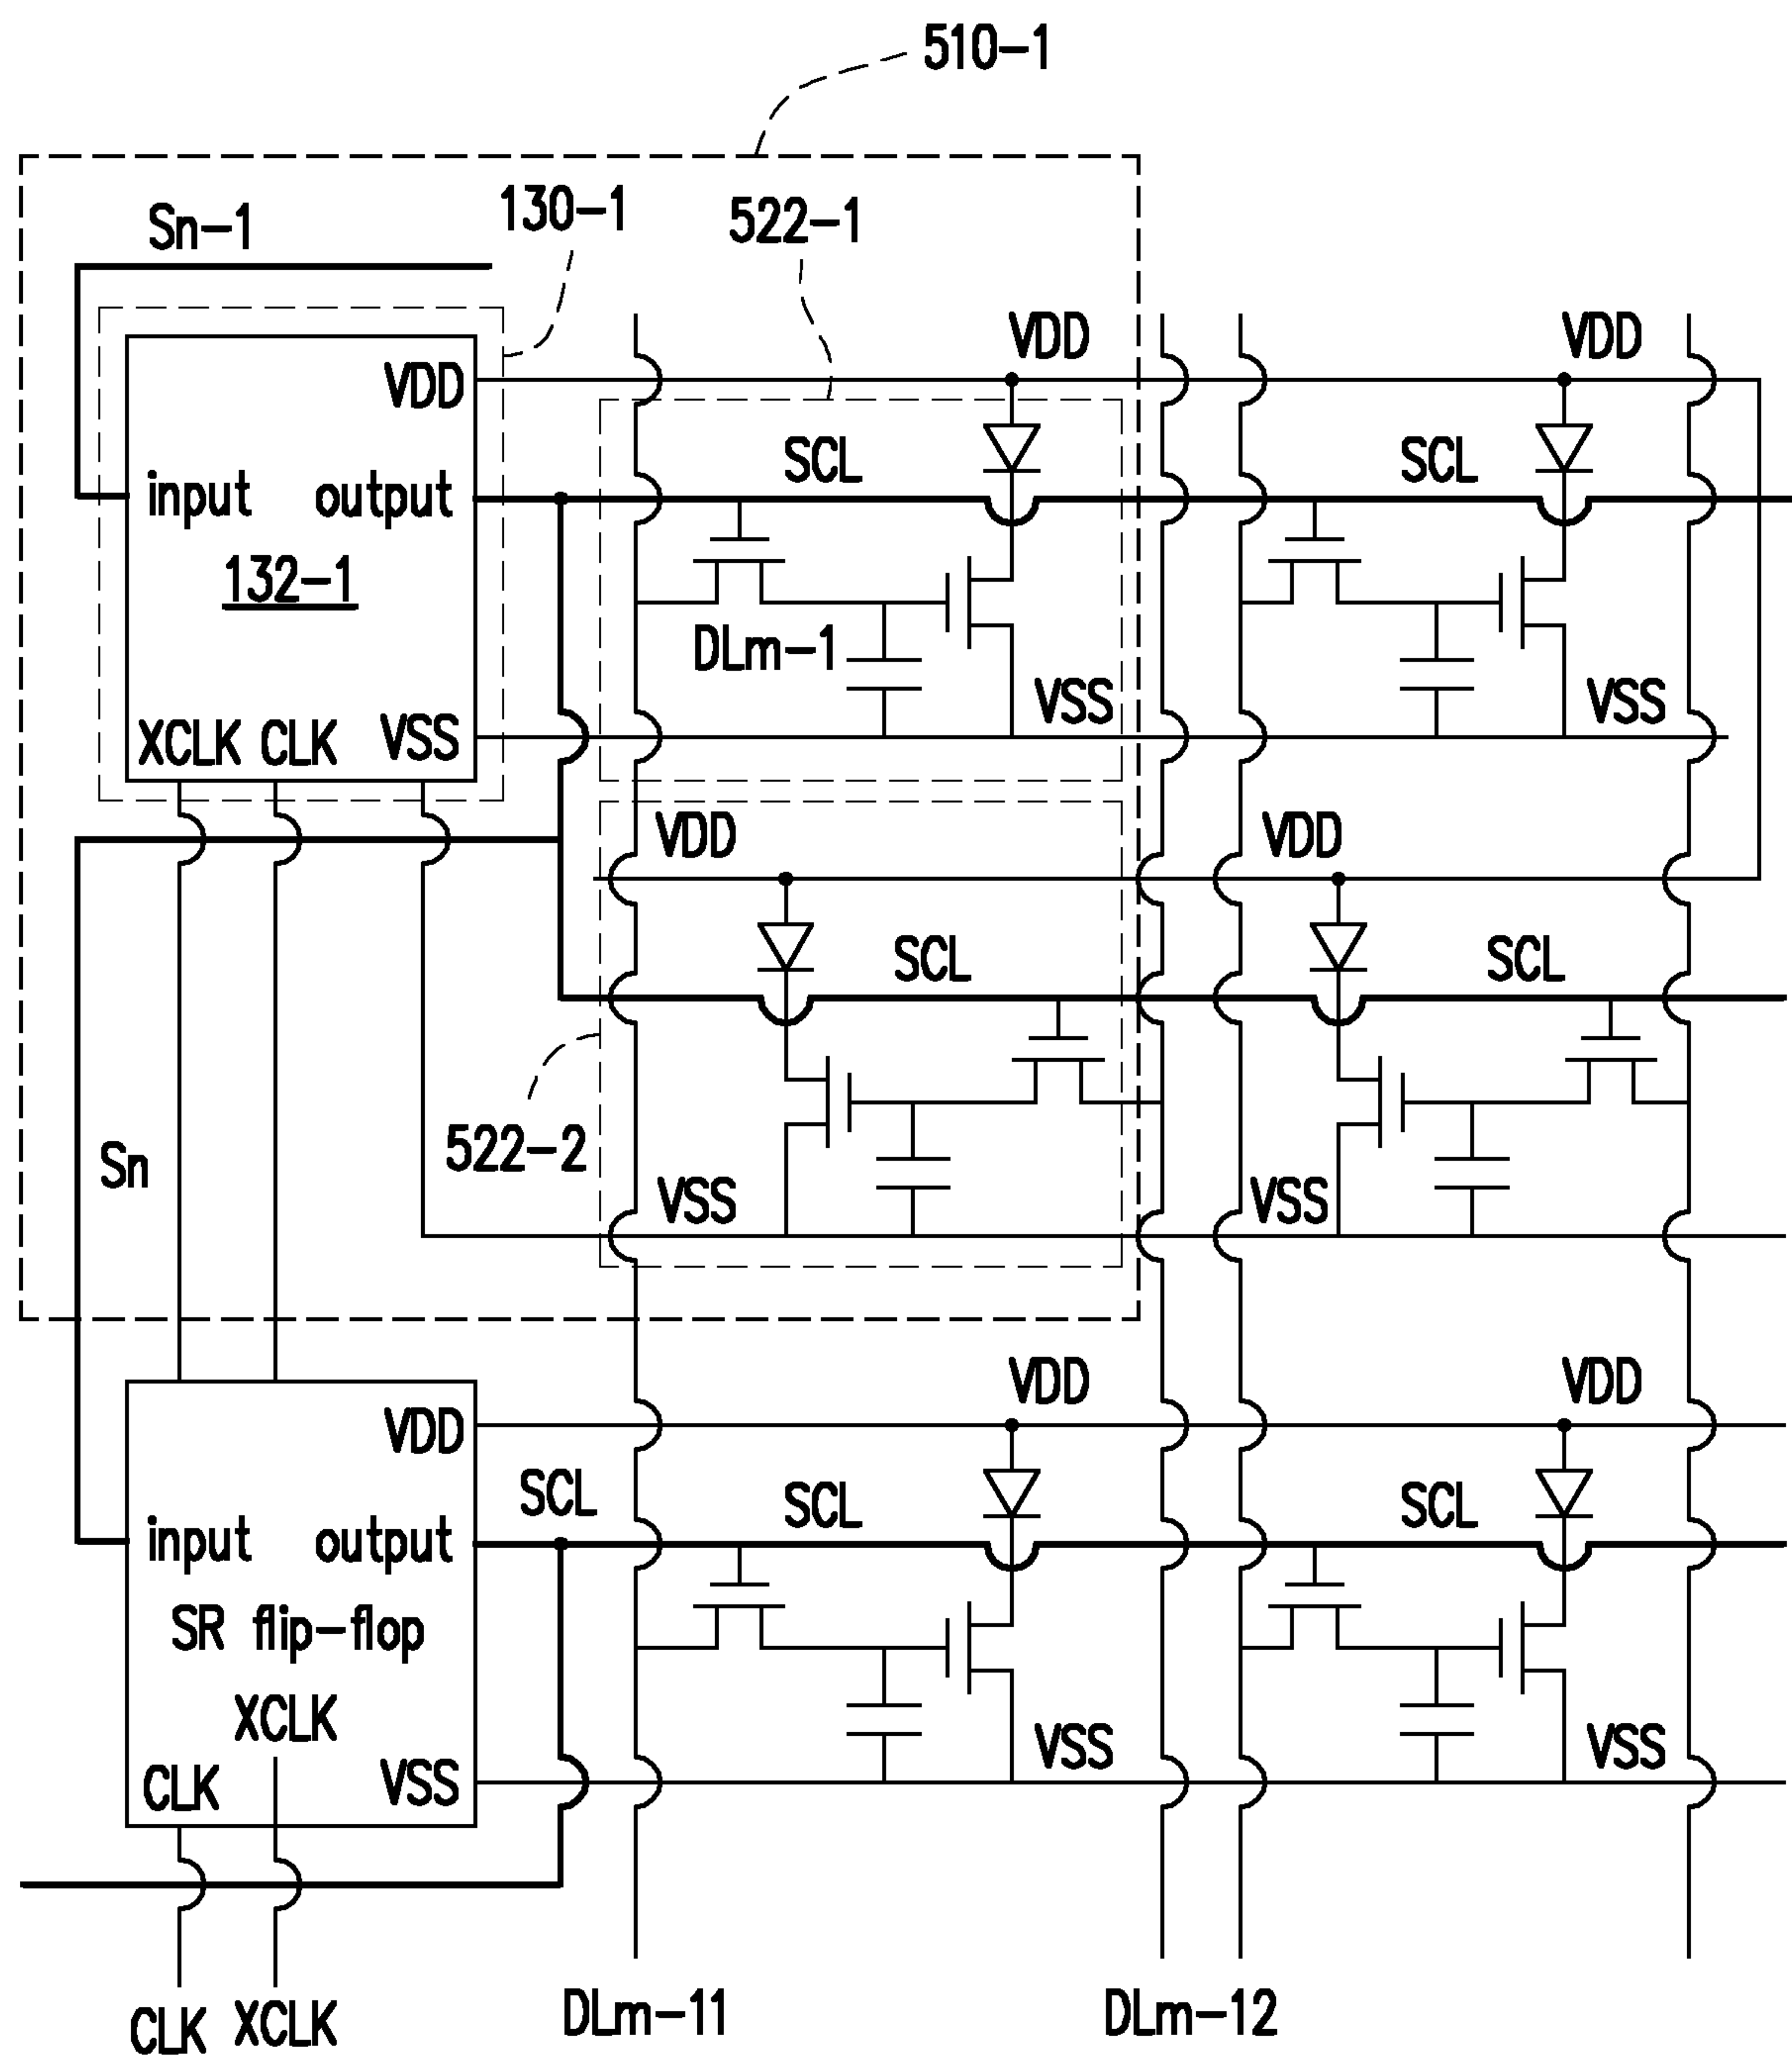 510-1
Sn-1
130-1
522-1
VDD
VDD
VDD
SCL
SCL
input
output
132-1
DLm-1
VSS
VSS
XCLK
CLK
VSS
VDD
VDD
SCL
SCL
522-2
Sn
VSS
VSS
VDD
VDD
VDD
SCL
SCL
SCL
input
output
SR flip-flop
XCLK
CLK
VSS
VSS
VSS
CLK
XCLK
DLm-11
DLm-12